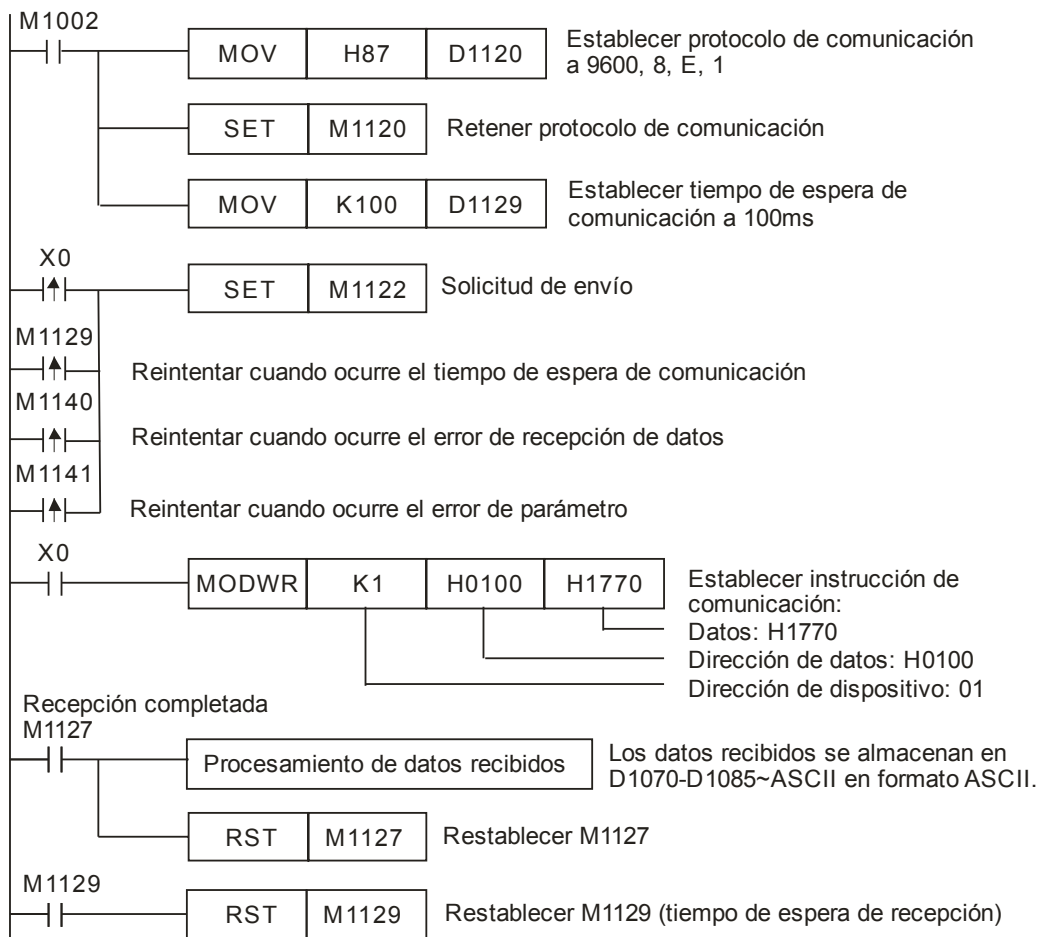 M1002
MOV H87 D1120
Establecer protocolo de comunicación
a 9600, 8, E, 1
SET M1120
Retener protocolo de comunicación
MOV K100 D1129
Establecer tiempo de espera de
comunicación a 100ms
X0
SET M1122
Solicitud de envío
M1129
Reintentar cuando ocurre el tiempo de espera de comunicación
M1140
Reintentar cuando ocurre el error de recepción de datos
M1141
Reintentar cuando ocurre el error de parámetro
X0
MODWR K1 H0100 H1770
Establecer instrucción de
comunicación:
Datos: H1770
Dirección de datos: H0100
Dirección de dispositivo: 01
Recepción completada
M1127
Procesamiento de datos recibidos
Los datos recibidos se almacenan en
D1070-D1085~ASCII en formato ASCII.
RST M1127
Restablecer M1127
M1129
RST M1129
Restablecer M1129 (tiempo de espera de recepción)